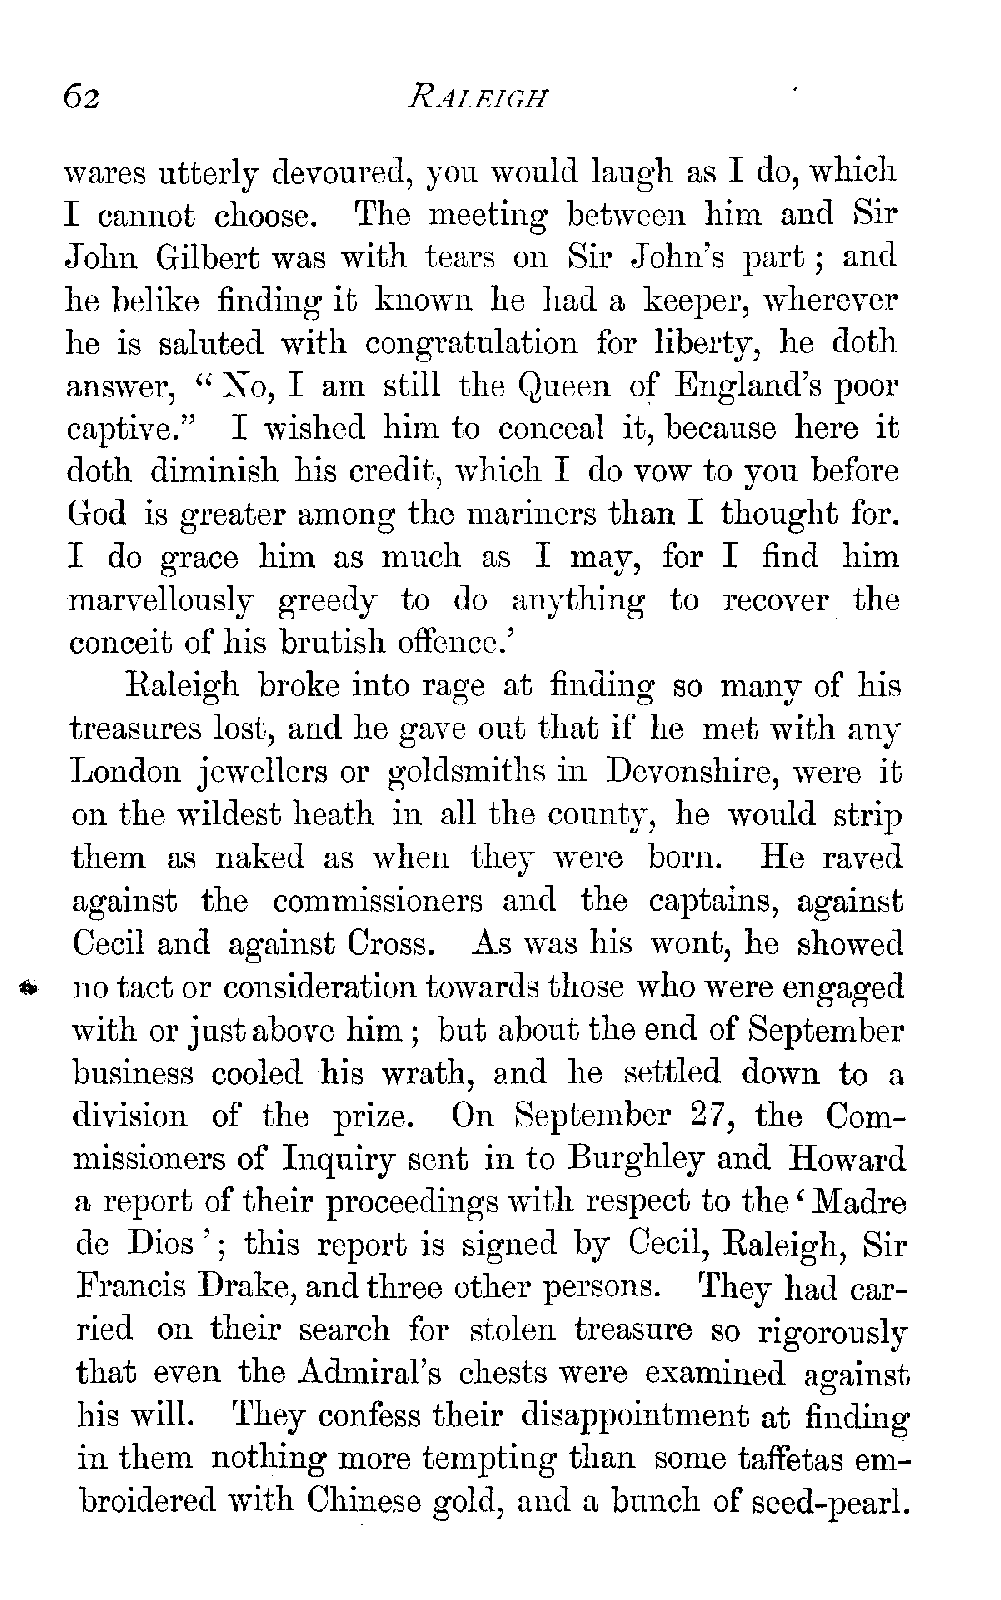 62 RALEIGH
wares utterly devoured, you would laugh as I do, which
I cannot choose. The meeting between him and Sir
John Gilbert was with tears on Sir John's part ; and
he belike finding it known he had a keeper, wherever
he is saluted with congratulation for liberty, he doth
answer, “ No, I am still the Queen of England's poor
captive.” I wished him to conceal it, because here it
doth diminish his credit, which I do vow to you before
God is greater among the mariners than I thought for.
I do grace him as much as I may, for I find him
marvellously greedy to do anything to recover the
conceit of his brutish offence.'
Raleigh broke into rage at finding so many of his
treasures lost, and he gave out that if he met with any
London jewellers or goldsmiths in Devonshire, were it
on the wildest heath in all the county, he would strip
them as naked as when they were born. He raved
against the commissioners and the captains, against
Cecil and against Cross. As was his wont, he showed
no tact or consideration towards those who were engaged
with or just above him ; but about the end of September
business cooled his wrath, and he settled down to a
division of the prize. On September 27, the Com-
missioners of Inquiry sent in to Burghley and Howard
a report of their proceedings with respect to the ‘ Madre
de Dios ’ ; this report is signed by Cecil, Raleigh, Sir
Francis Drake, and three other persons. They had car-
ried on their search for stolen treasure so rigorously
that even the Admiral's chests were examined against
his will. They confess their disappointment at finding
in them nothing more tempting than some taffetas em-
broidered with Chinese gold, and a bunch of seed-pearl.